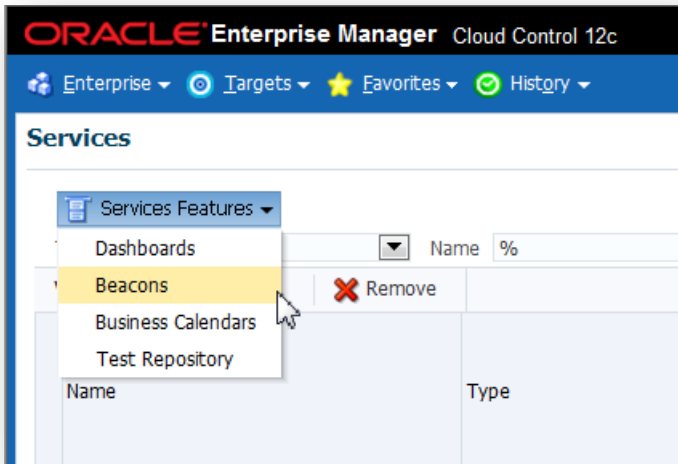 ORACLE Enterprise Manager Cloud Control 12c
Enterprise Targets Favorites History
Services
Services Features
Name %
Dashboards
Beacons
Remove
Business Calendars
Test Repository
Name Type